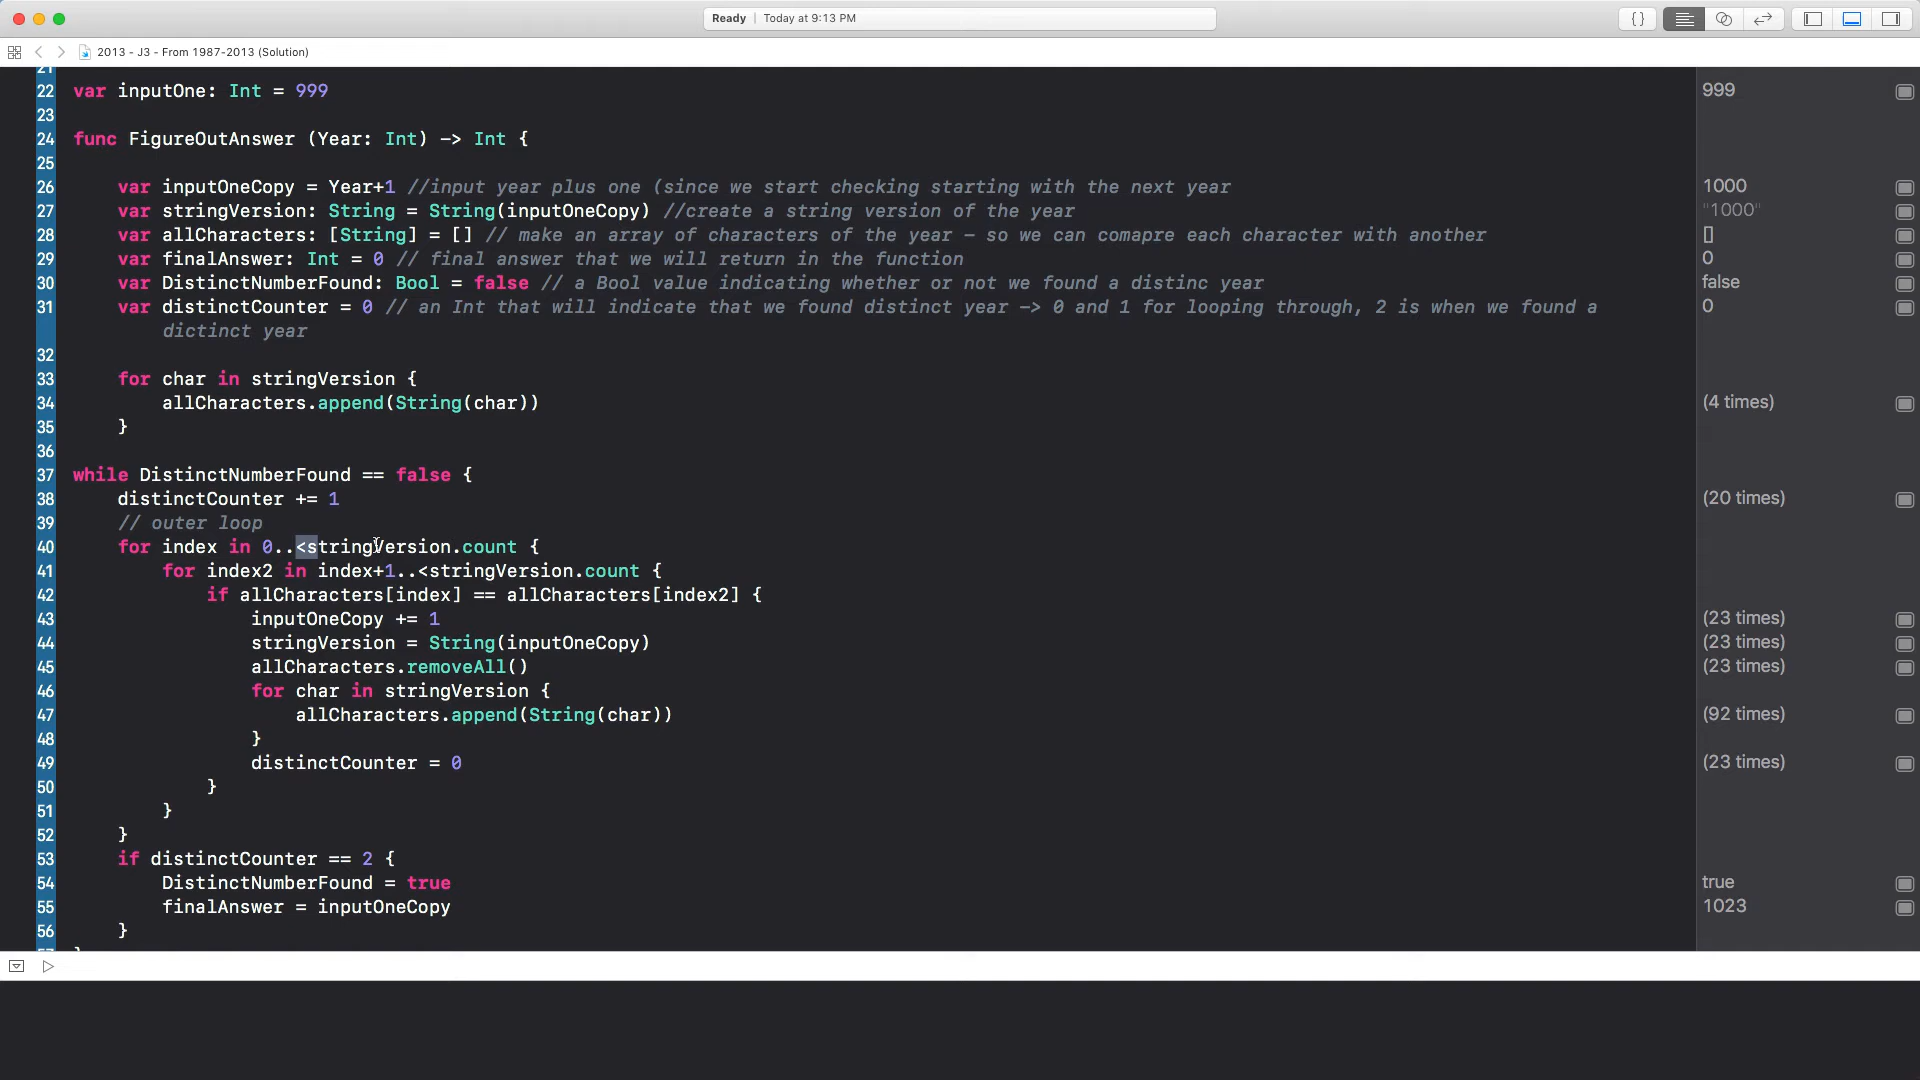 Ready | Today at 9:13 PM
{}
2013 - J3 - From 1987-2013 (Solution)
21
22 var inputOne: Int = 999 999
23
24 func FigureOutAnswer (Year: Int) -> Int {
25
26 var inputOneCopy = Year+1 //input year plus one (since we start checking starting with the next year 1000
27 var stringVersion: String = String(inputOneCopy) //create a string version of the year "1000"
28 var allCharacters: [String] = [] // make an array of characters of the year - so we can comapre each character with another []
29 var finalAnswer: Int = 0 // final answer that we will return in the function 0
30 var DistinctNumberFound: Bool = false // a Bool value indicating whether or not we found a distinc year false
31 var distinctCounter = 0 // an Int that will indicate that we found distinct year -> 0 and 1 for looping through, 2 is when we found a 0
dictinct year
32
33 for char in stringVersion {
34 allCharacters.append(String(char)) (4 times)
35 }
36
37 while DistinctNumberFound == false {
38 distinctCounter += 1 (20 times)
39 // outer loop
40 for index in 0..<stringVersion.count {
41 for index2 in index+1..<stringVersion.count {
42 if allCharacters[index] == allCharacters[index2] {
43 inputOneCopy += 1 (23 times)
44 stringVersion = String(inputOneCopy) (23 times)
45 allCharacters.removeAll() (23 times)
46 for char in stringVersion {
47 allCharacters.append(String(char)) (92 times)
48 }
49 distinctCounter = 0 (23 times)
50 }
51 }
52 }
53 if distinctCounter == 2 {
54 DistinctNumberFound = true true
55 finalAnswer = inputOneCopy 1023
56 }